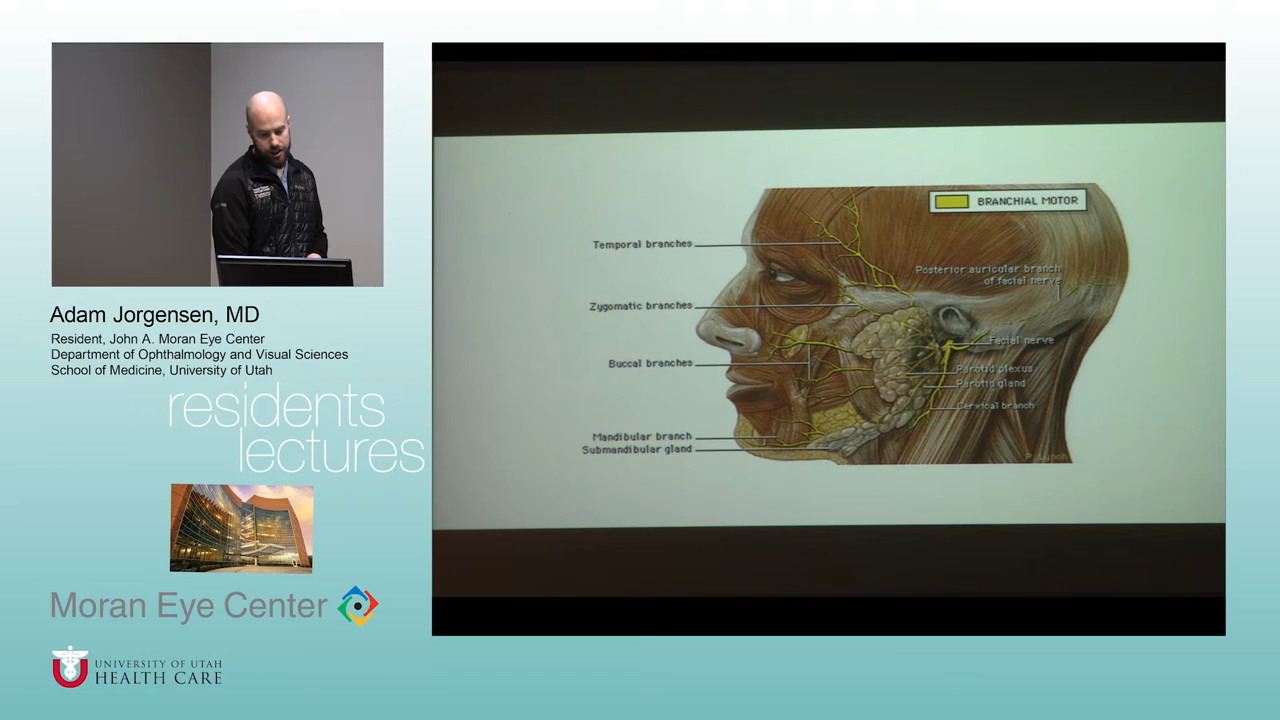 Adam Jorgensen, MD
Resident, John A. Moran Eye Center
Department of Ophthalmology and Visual Sciences
School of Medicine, University of Utah
residents
lectures
Moran Eye Center
UNIVERSITY OF UTAH
HEALTH CARE
BRANCHIAL MOTOR
Temporal branches
Posterior auricular branch
of facial nerve
Zygomatic branches
Facial nerve
Buccal branches
Parotid plexus
Parotid gland
Cervical branch
Mandibular branch
Submandibular gland
P. Lynch